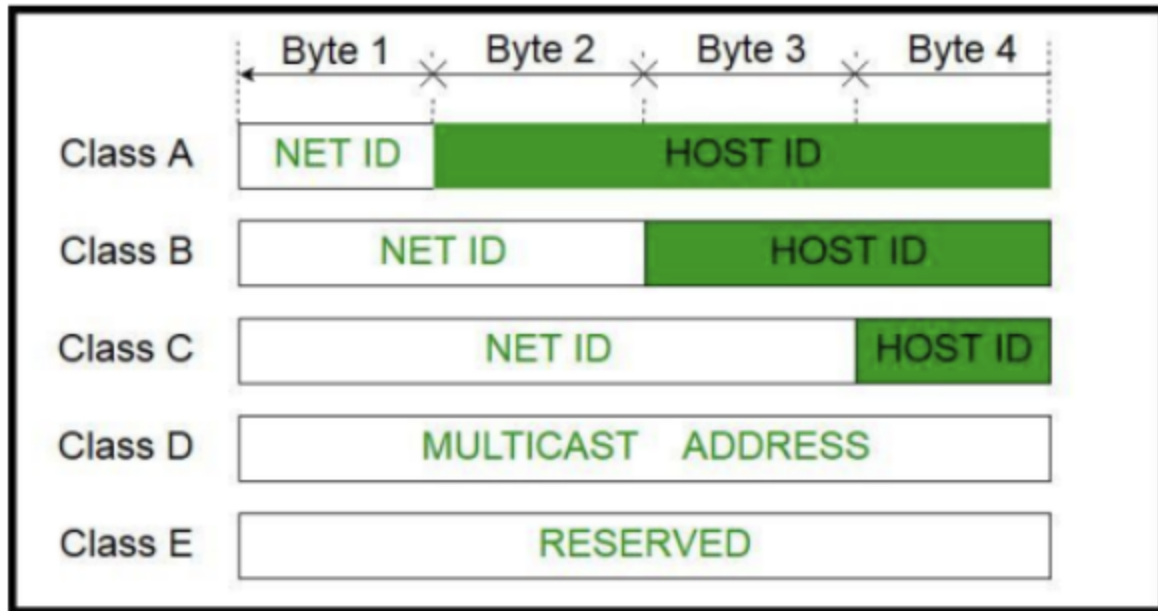 Byte 1 Byte 2 Byte 3 Byte 4
Class A NET ID HOST ID
Class B NET ID HOST ID
Class C NET ID HOST ID
Class D MULTICAST ADDRESS
Class E RESERVED